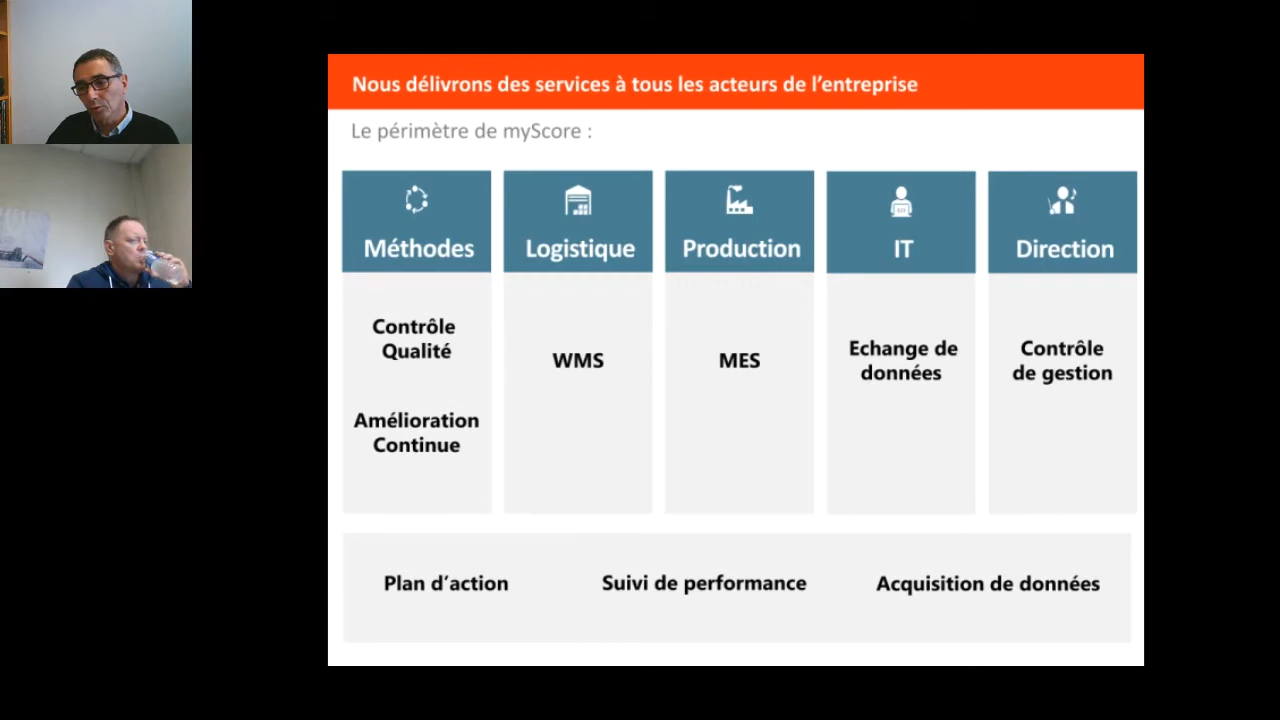 Nous délivrons des services à tous les acteurs de l'entreprise
Le périmètre de myScore :
Méthodes
Logistique
Production
IT
Direction
Contrôle
Qualité
Amélioration
Continue
WMS
MES
Echange de
données
Contrôle
de gestion
Plan d'action
Suivi de performance
Acquisition de données